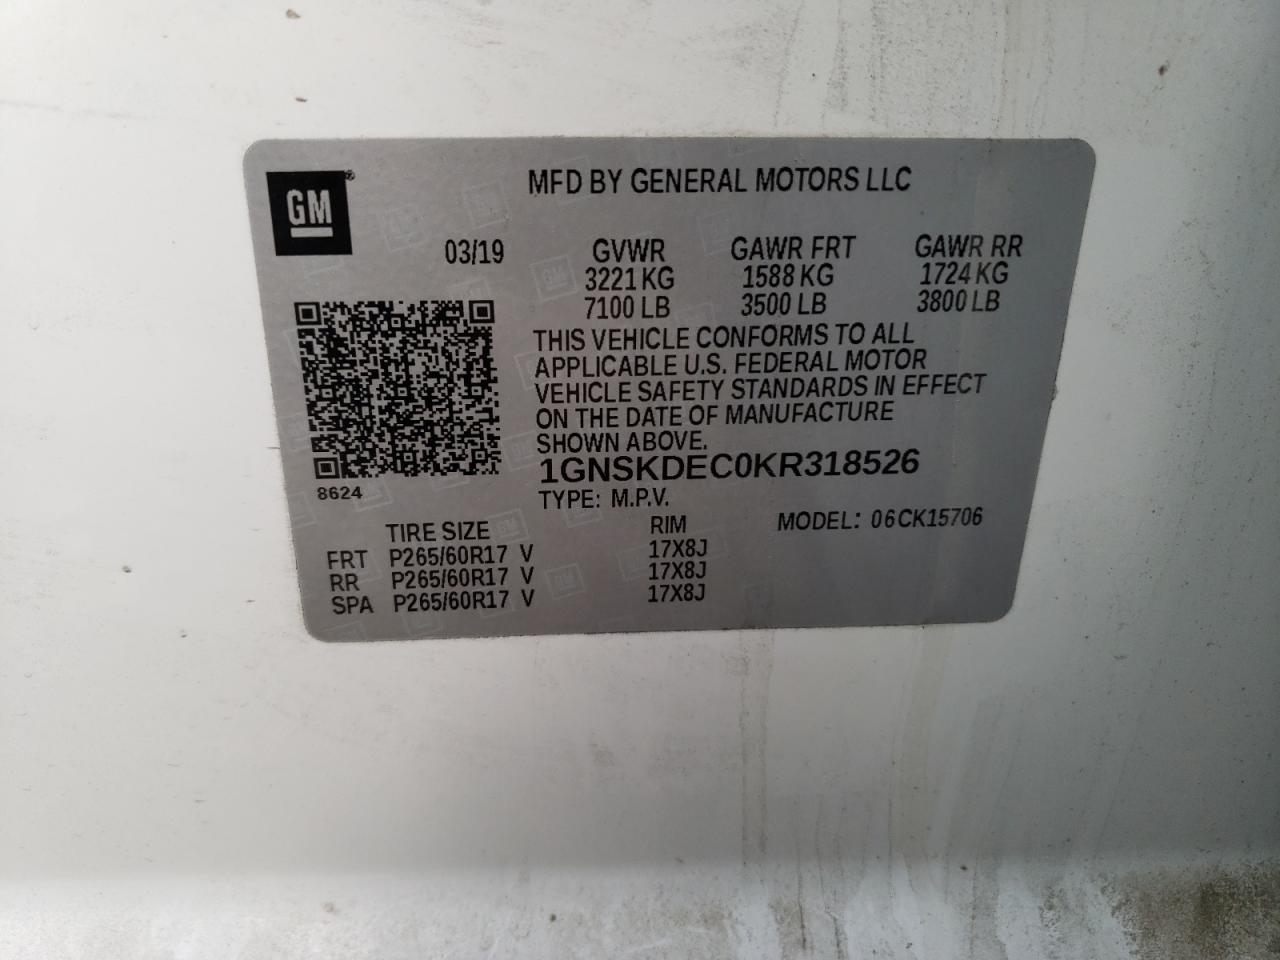 GM
MFD BY GENERAL MOTORS LLC
03/19 GVWR GAWR FRT GAWR RR
3221 KG 1588 KG 1724 KG
7100 LB 3500 LB 3800 LB
THIS VEHICLE CONFORMS TO ALL
APPLICABLE U.S. FEDERAL MOTOR
VEHICLE SAFETY STANDARDS IN EFFECT
ON THE DATE OF MANUFACTURE
SHOWN ABOVE.
1GNSKDEC0KR318526
8624
TYPE: M.P.V.
TIRE SIZE RIM MODEL: 06CK15706
FRT P265/60R17 V 17X8J
RR P265/60R17 V 17X8J
SPA P265/60R17 V 17X8J